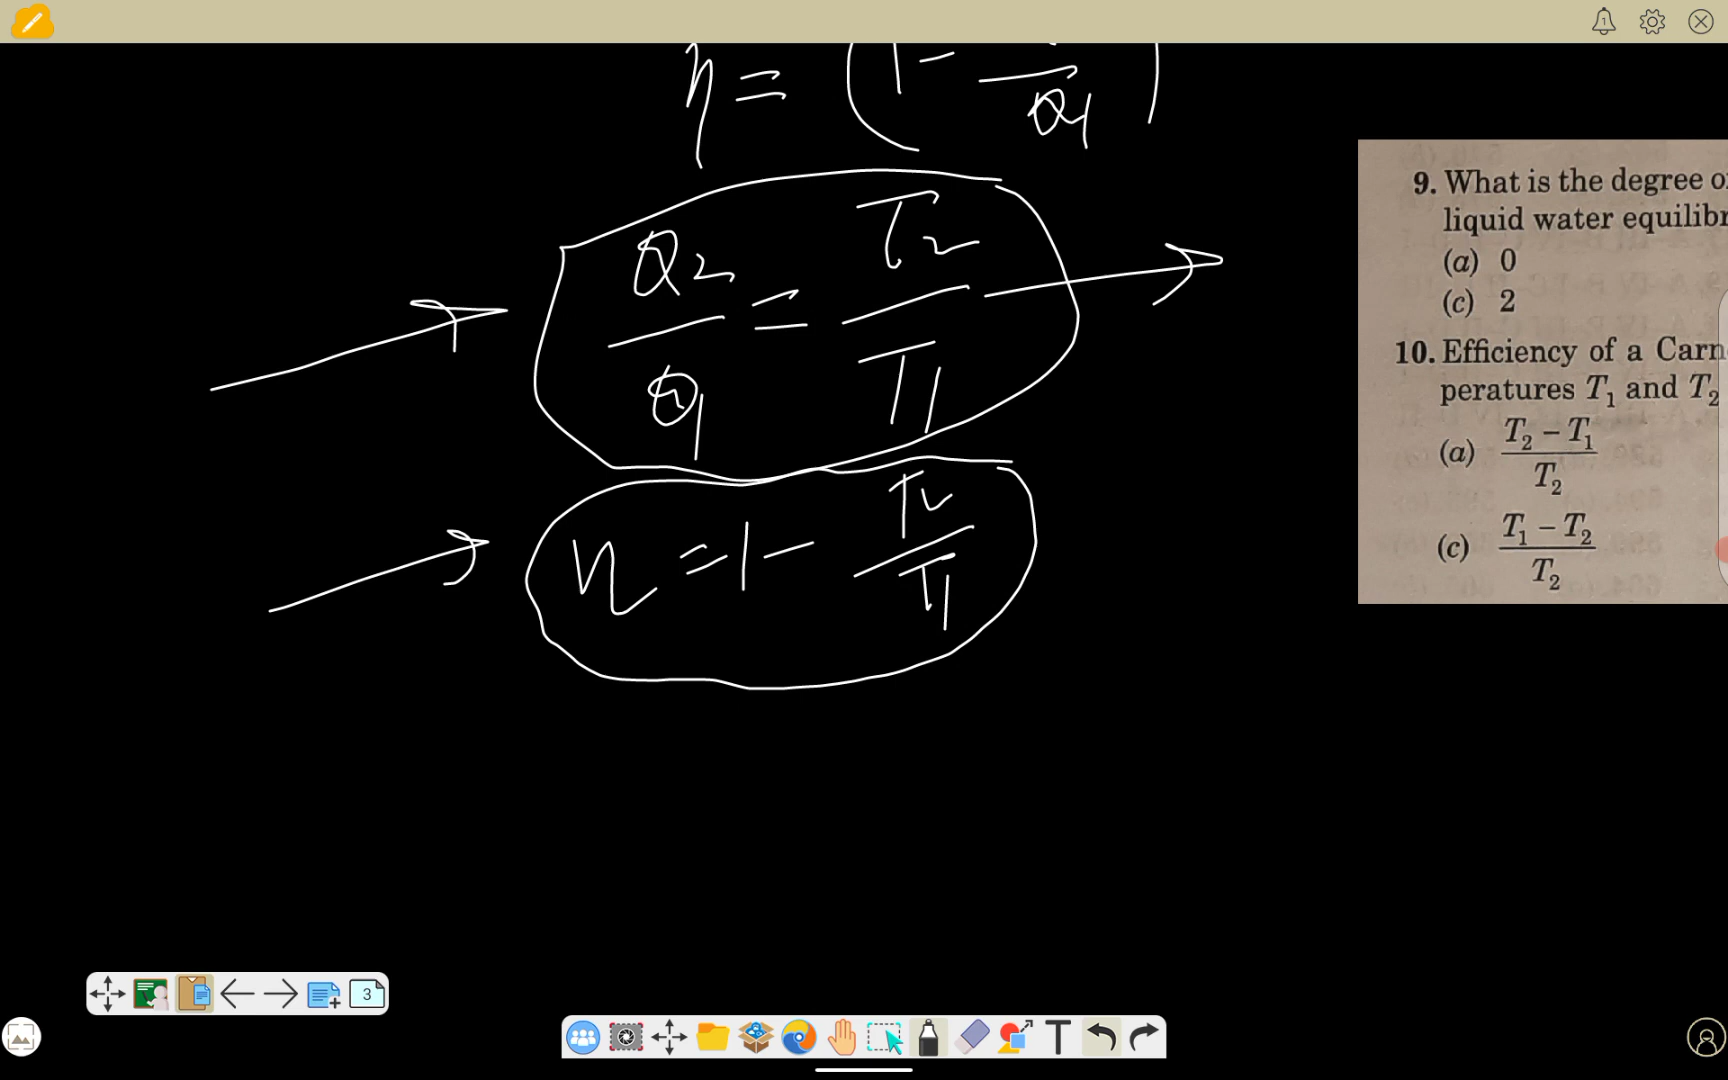 η = (1 - — / Q1)
Q2/Q1 = T2/T1
η = 1 - T2/T1
9. What is the degree o
liquid water equilibr
(a) 0
(c) 2
10. Efficiency of a Carn
peratures T₁ and T₂
(a) T₂ – T₁ / T₂
(c) T₁ – T₂ / T₂
3
T